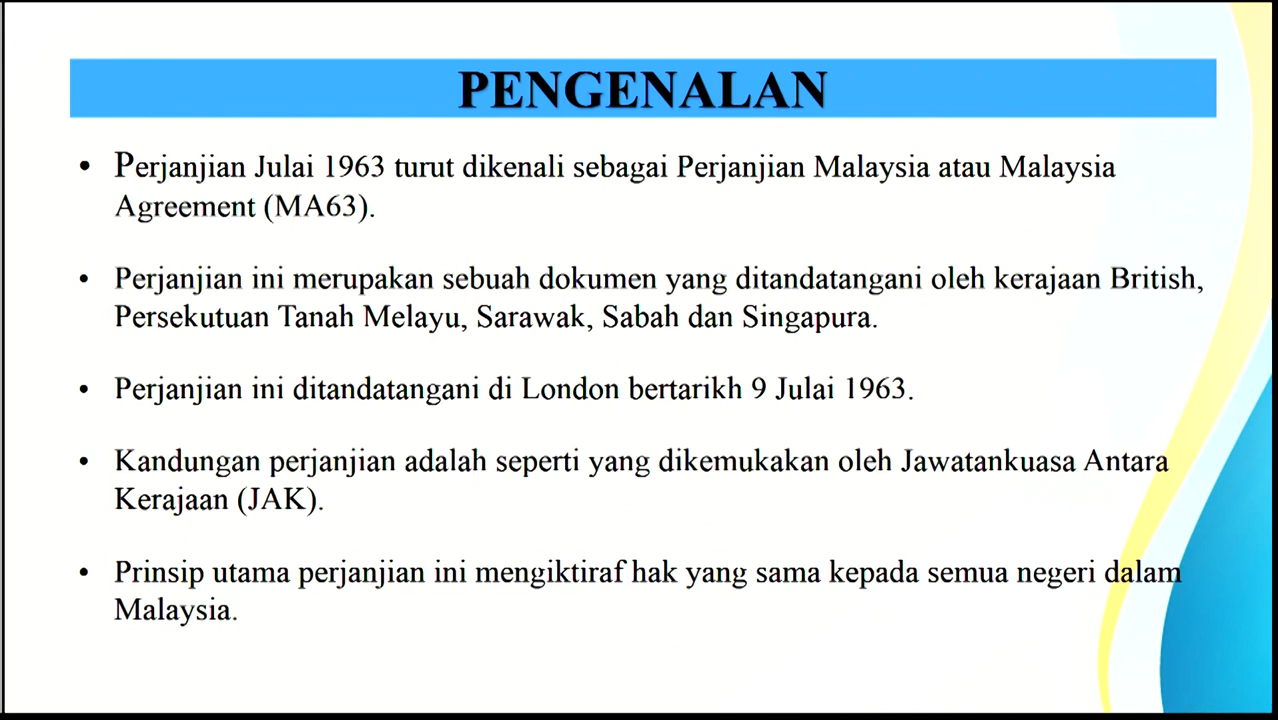 PENGENALAN
• Perjanjian Julai 1963 turut dikenali sebagai Perjanjian Malaysia atau Malaysia
Agreement (MA63).
• Perjanjian ini merupakan sebuah dokumen yang ditandatangani oleh kerajaan British,
Persekutuan Tanah Melayu, Sarawak, Sabah dan Singapura.
• Perjanjian ini ditandatangani di London bertarikh 9 Julai 1963.
• Kandungan perjanjian adalah seperti yang dikemukakan oleh Jawatankuasa Antara
Kerajaan (JAK).
• Prinsip utama perjanjian ini mengiktiraf hak yang sama kepada semua negeri dalam
Malaysia.